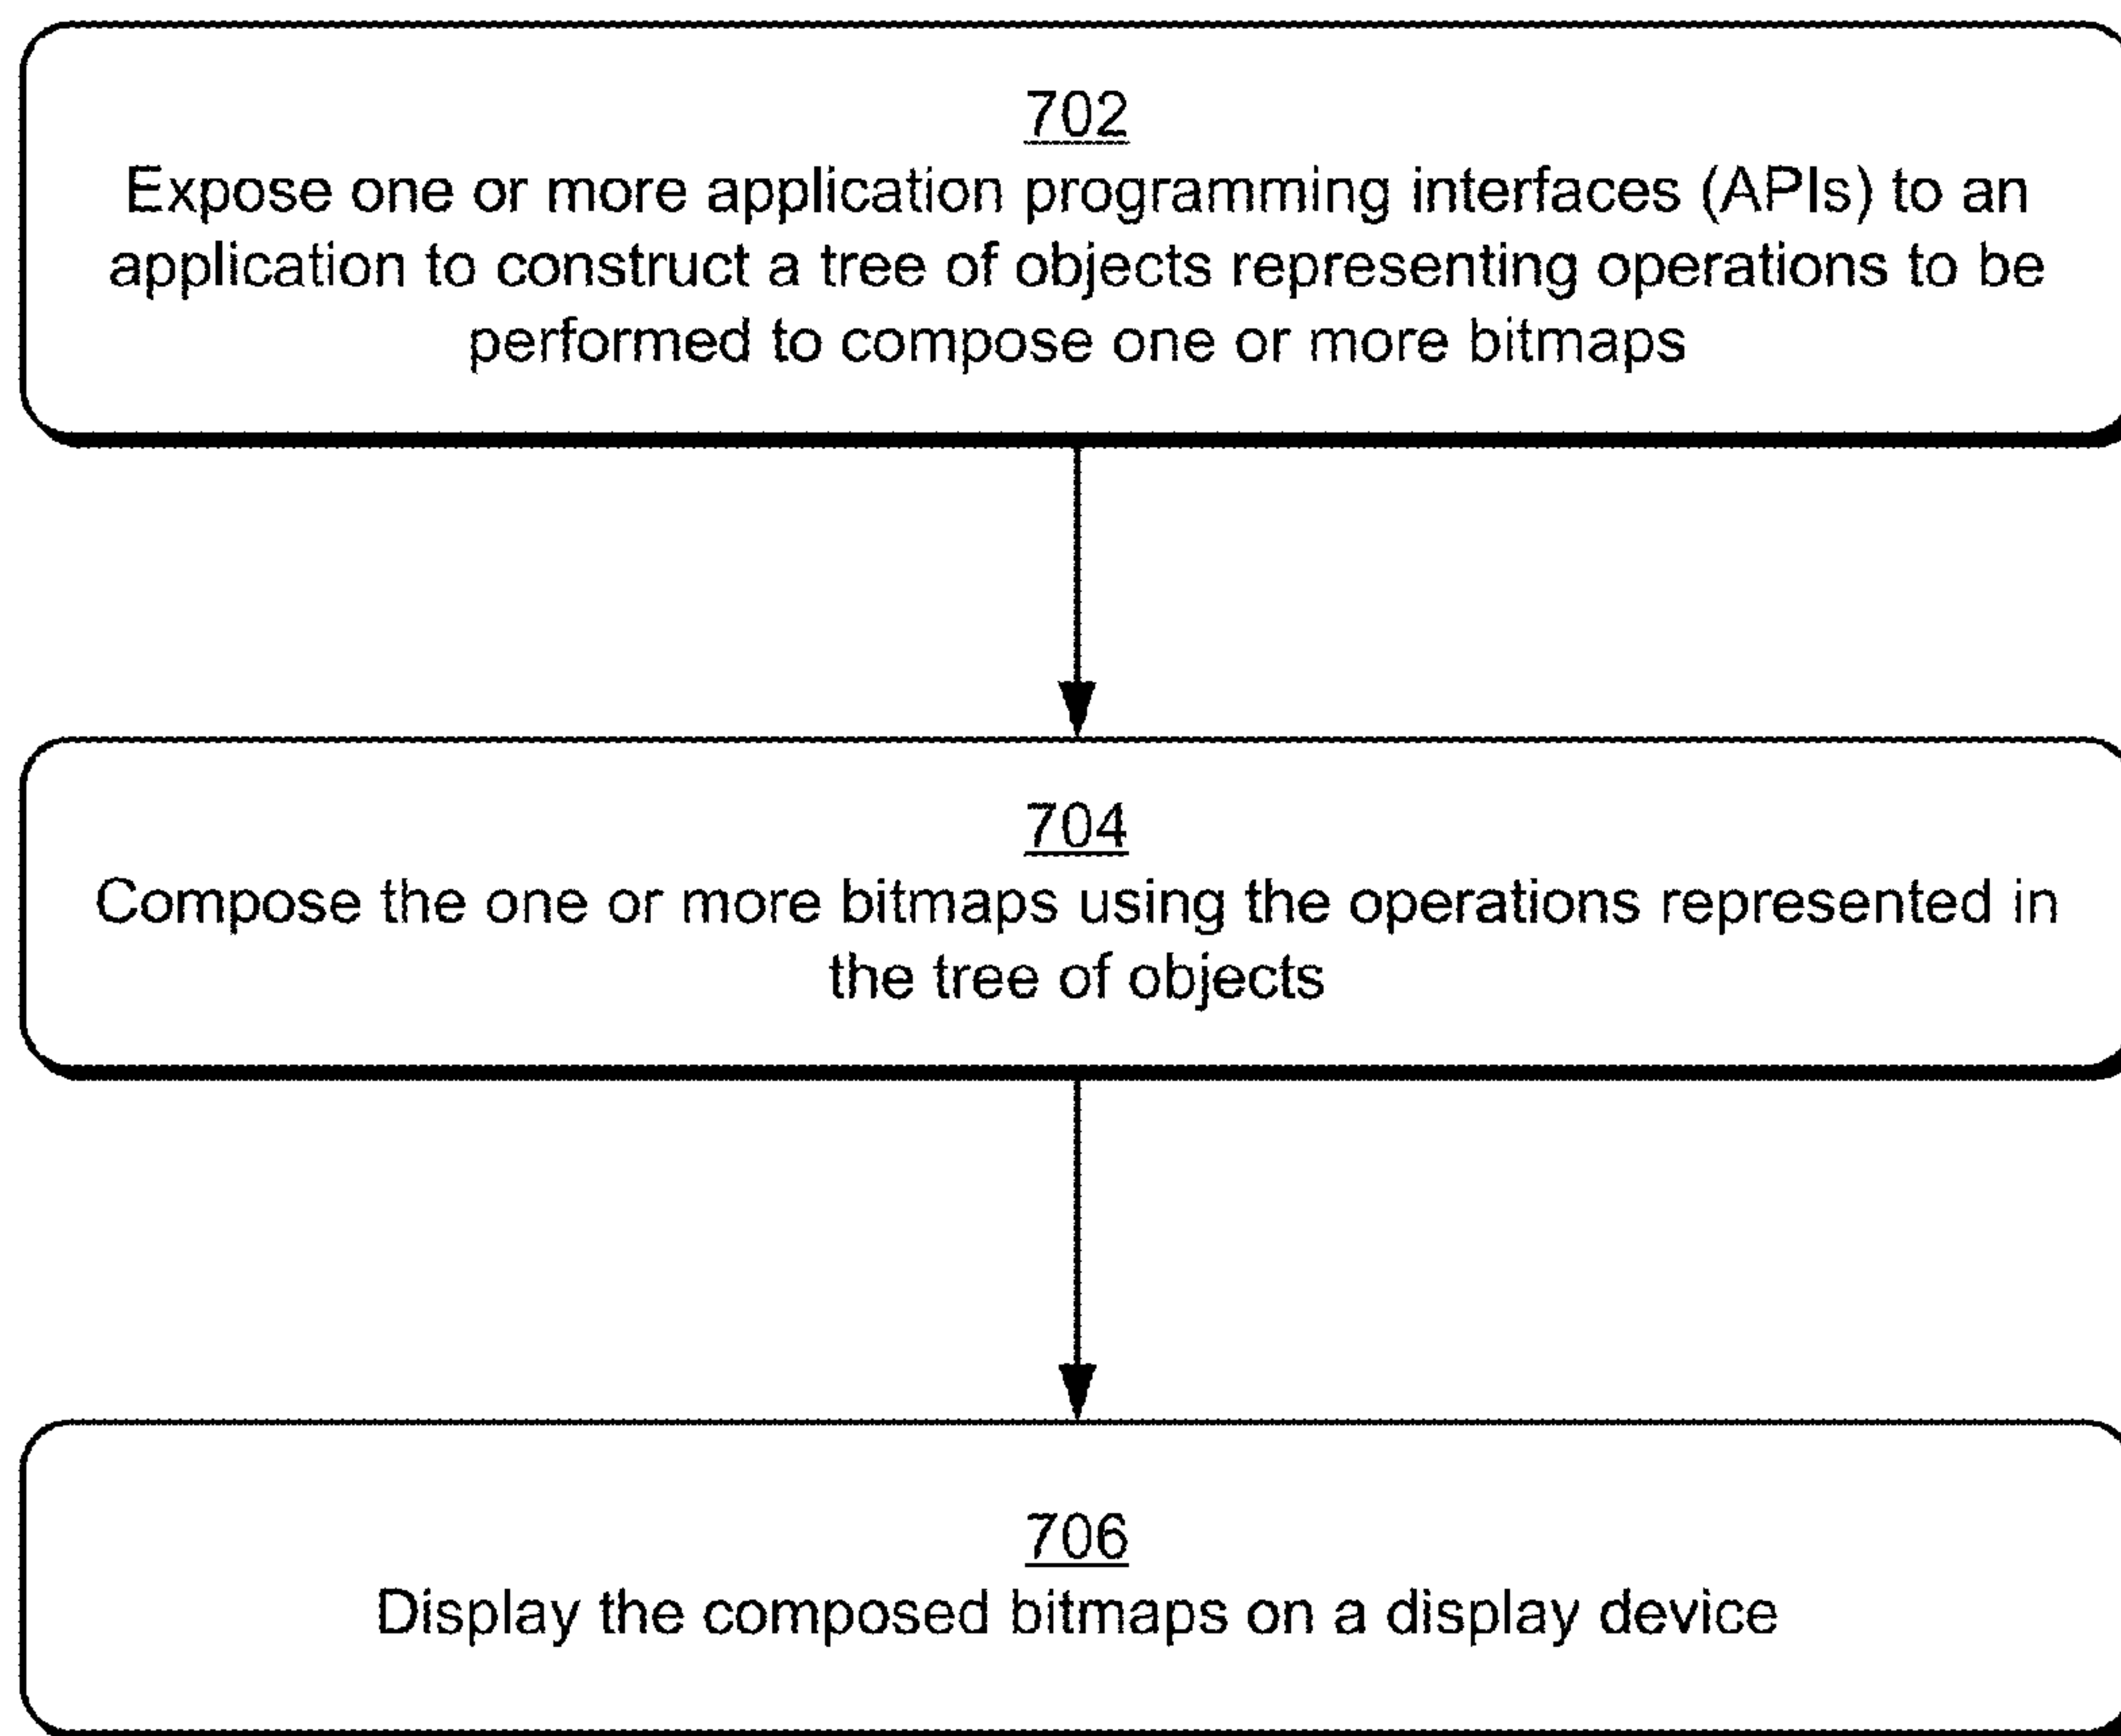 702
Expose one or more application programming interfaces (APIs) to an
application to construct a tree of objects representing operations to be
performed to compose one or more bitmaps
704
Compose the one or more bitmaps using the operations represented in
the tree of objects
706
Display the composed bitmaps on a display device